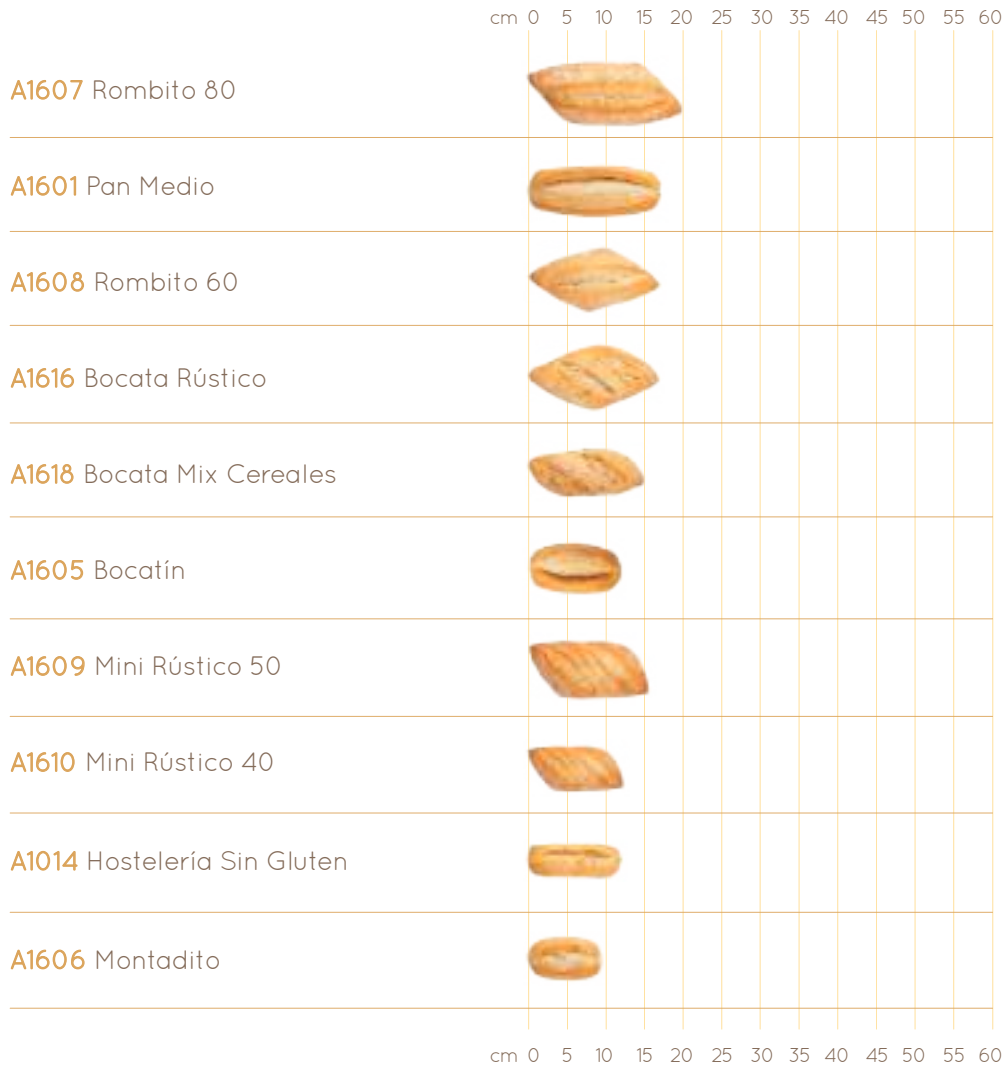 cm 0 5 10 15 20 25 30 35 40 45 50 55 60
A1607 Rombito 80
A1601 Pan Medio
A1608 Rombito 60
A1616 Bocata Rústico
A1618 Bocata Mix Cereales
A1605 Bocatín
A1609 Mini Rústico 50
A1610 Mini Rústico 40
A1014 Hostelería Sin Gluten
A1606 Montadito
cm 0 5 10 15 20 25 30 35 40 45 50 55 60